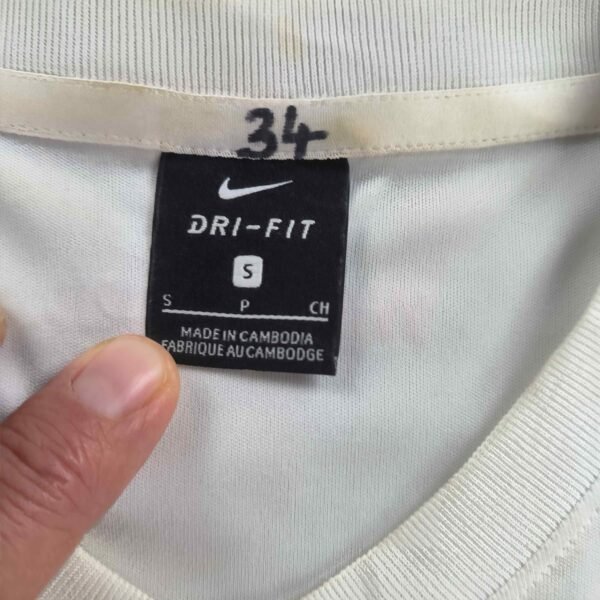 34
DRI-FIT
S
S P CH
MADE IN CAMBODIA
FABRIQUE AU CAMBODGE